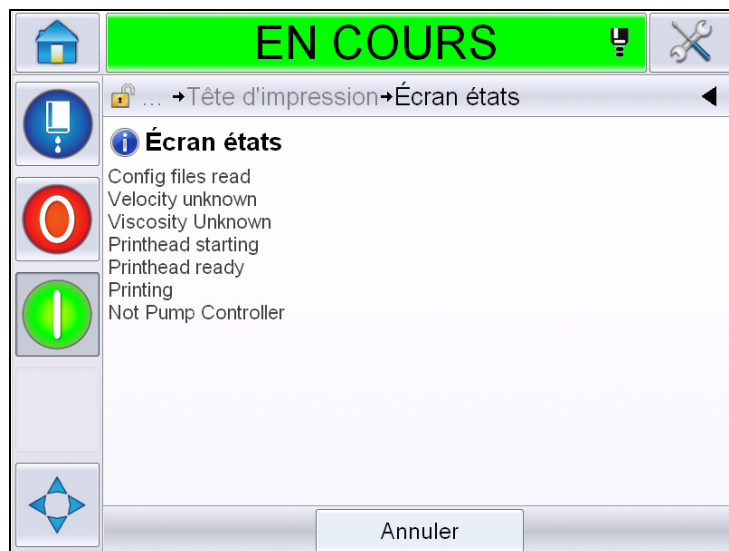 EN COURS
... →Tête d'impression→Écran états
Écran états
Config files read
Velocity unknown
Viscosity Unknown
Printhead starting
Printhead ready
Printing
Not Pump Controller
Annuler